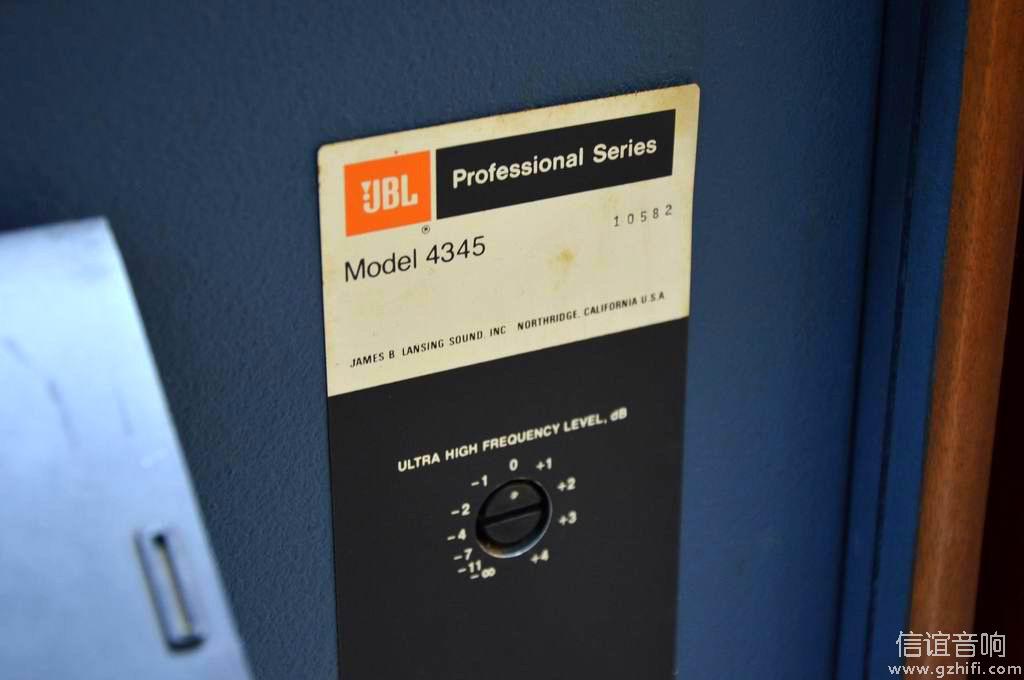 JBL Professional Series
®
Model 4345 10582
JAMES B. LANSING SOUND, INC NORTHRIDGE, CALIFORNIA U.S.A.
ULTRA HIGH FREQUENCY LEVEL, dB
0 +1
-1 +2
-2 +3
-4 +4
-7
-11
-∞
信谊音响
www.gzhifi.com